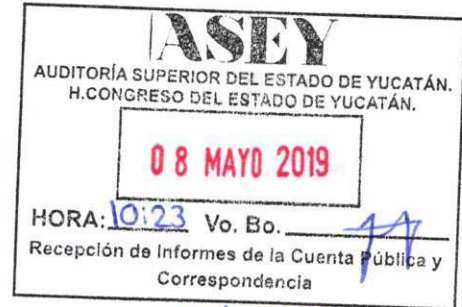 ASEY
AUDITORÍA SUPERIOR DEL ESTADO DE YUCATÁN.
H.CONGRESO DEL ESTADO DE YUCATÁN.
08 MAYO 2019
HORA: 10:23 Vo. Bo.
Recepción de Informes de la Cuenta Pública y
Correspondencia